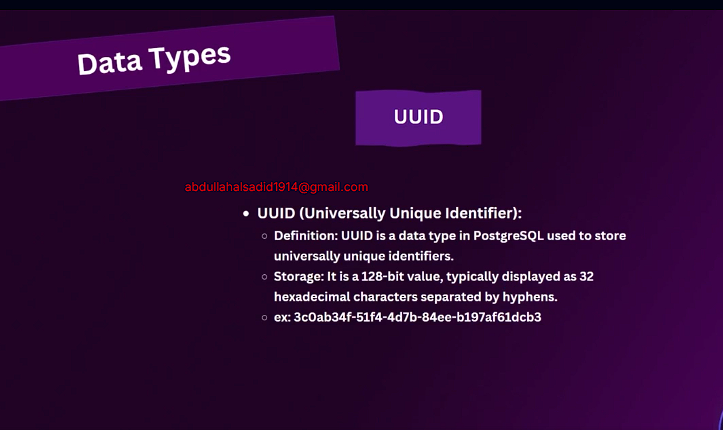 Data Types
UUID
abdullahalsadid1914@gmail.com
• UUID (Universally Unique Identifier):
○ Definition: UUID is a data type in PostgreSQL used to store
universally unique identifiers.
○ Storage: It is a 128-bit value, typically displayed as 32
hexadecimal characters separated by hyphens.
○ ex: 3c0ab34f-51f4-4d7b-84ee-b197af61dcb3